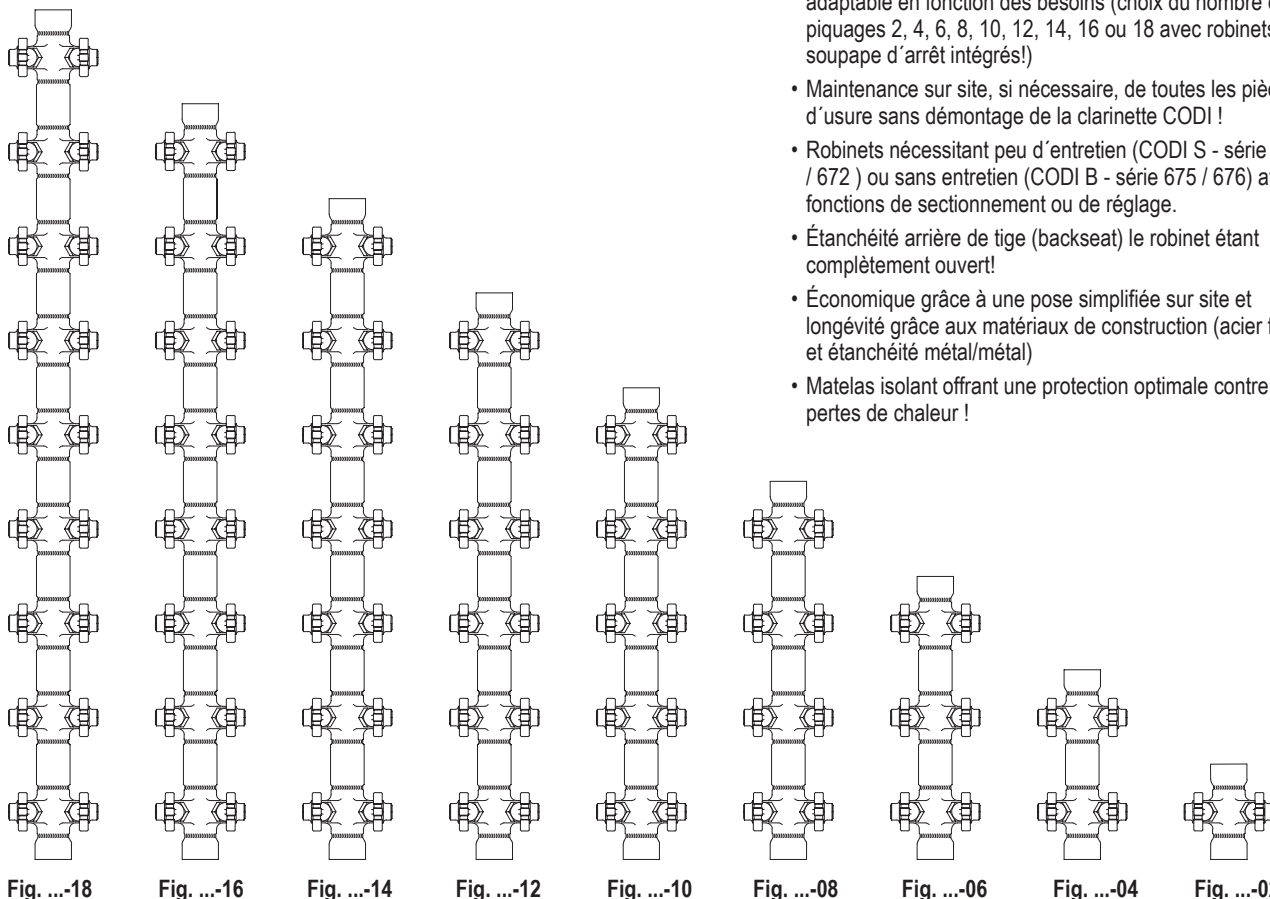 adaptable en fonction des besoins (choix du nombre
piquages 2, 4, 6, 8, 10, 12, 14, 16 ou 18 avec robinets
soupape d´arrêt intégrés!)
• Maintenance sur site, si nécessaire, de toutes les
d´usure sans démontage de la clarinette CODI !
• Robinets nécessitant peu d´entretien (CODI S - série
/ 672 ) ou sans entretien (CODI B - série 675 / 676)
fonctions de sectionnement ou de réglage.
• Étanchéité arrière de tige (backseat) le robinet étant
complètement ouvert!
• Économique grâce à une pose simplifiée sur site et
longévité grâce aux matériaux de construction (acier
et étanchéité métal/métal)
• Matelas isolant offrant une protection optimale contre
pertes de chaleur !
Fig. ...-18 Fig. ...-16 Fig. ...-14 Fig. ...-12 Fig. ...-10 Fig. ...-08 Fig. ...-06 Fig. ...-04 Fig. ...-02